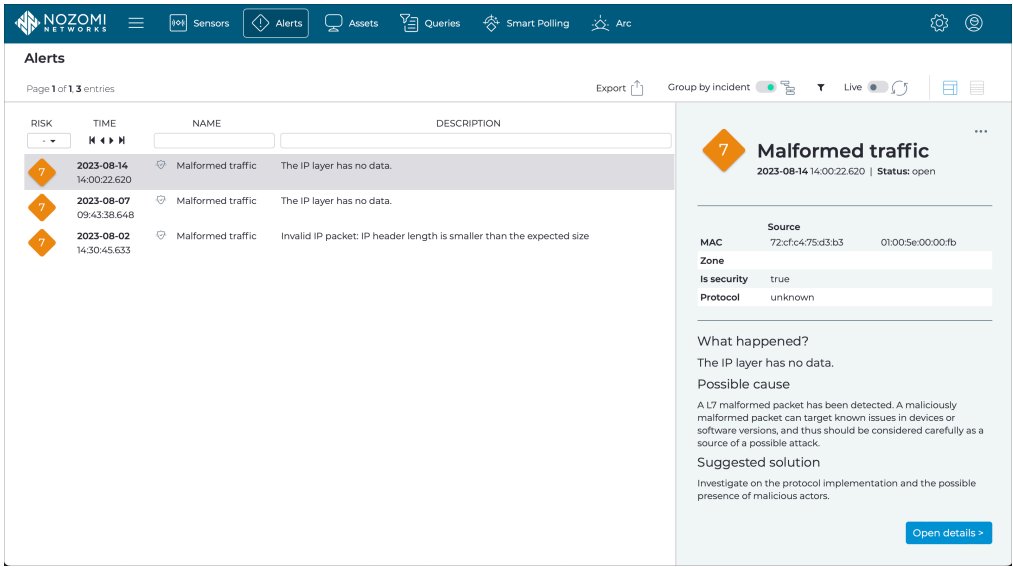 NOZOMI
NETWORKS
Sensors
Alerts
Assets
Queries
Smart Polling
Arc
Alerts
Page 1 of 1, 3 entries
Export
Group by incident
Live
RISK
TIME
NAME
DESCRIPTION
-
7
2023-08-14
14:00:22.620
Malformed traffic
The IP layer has no data.
7
2023-08-07
09:43:38.648
Malformed traffic
The IP layer has no data.
7
2023-08-02
14:30:45.633
Malformed traffic
Invalid IP packet: IP header length is smaller than the expected size
...
7
Malformed traffic
2023-08-14 14:00:22.620 | Status: open
Source
MAC 72:cf:c4:75:d3:b3 01:00:5e:00:00:fb
Zone
Is security true
Protocol unknown
What happened?
The IP layer has no data.
Possible cause
A L7 malformed packet has been detected. A maliciously
malformed packet can target known issues in devices or
software versions, and thus should be considered carefully as a
source of a possible attack.
Suggested solution
Investigate on the protocol implementation and the possible
presence of malicious actors.
Open details >